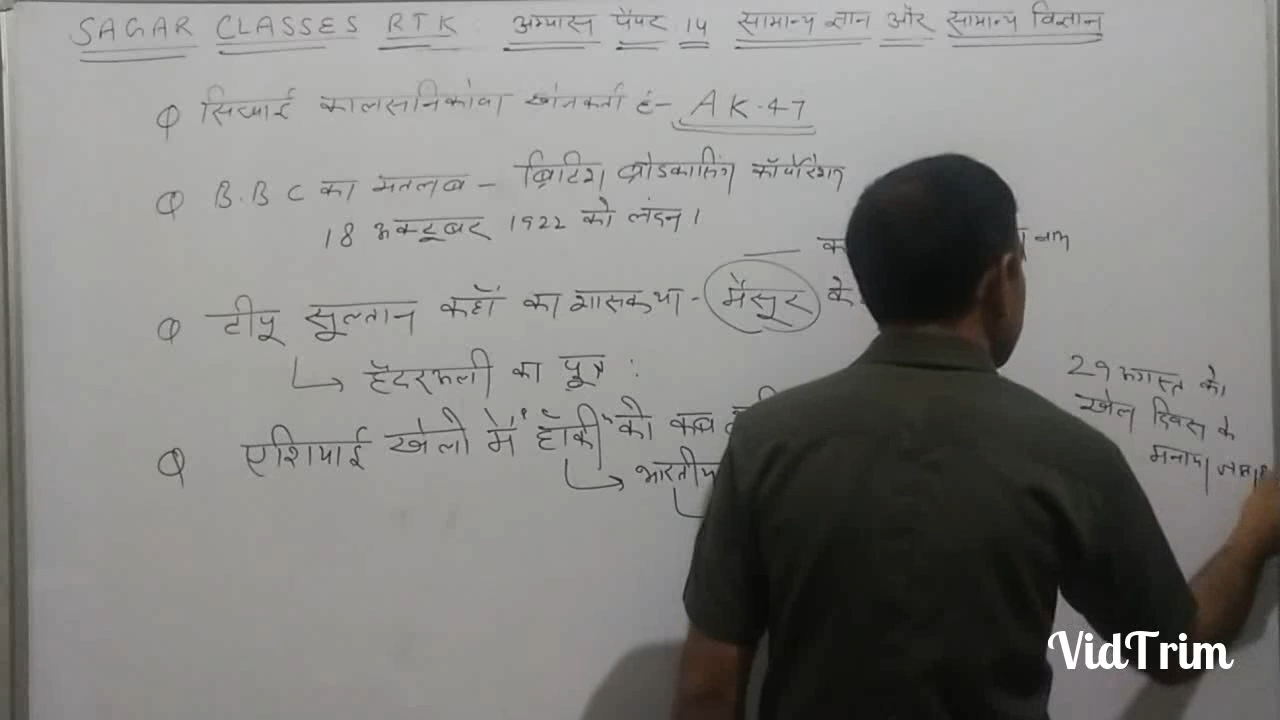 SAGAR CLASSES RTK अभ्यास पेपर 14 सामान्य ज्ञान और सामान्य विज्ञान
Q कालसनिकोवा खोजकर्ता है- AK-47
Q B.B C का मतलब - ब्रिटिश ब्रोडकास्टिंग कॉर्पोरेशन
18 अक्टूबर 1922 को लंदन।
नाम
Q टीपू सूल्तान कहाँ का शासक था - मैसूर के
हैदरअली का पूत्र :
29 अगस्त को
खेल दिवस के
मनाया जाता
Q एशियाई खेलो मे "हॉकी" को कब
भारतीय
VidTrim